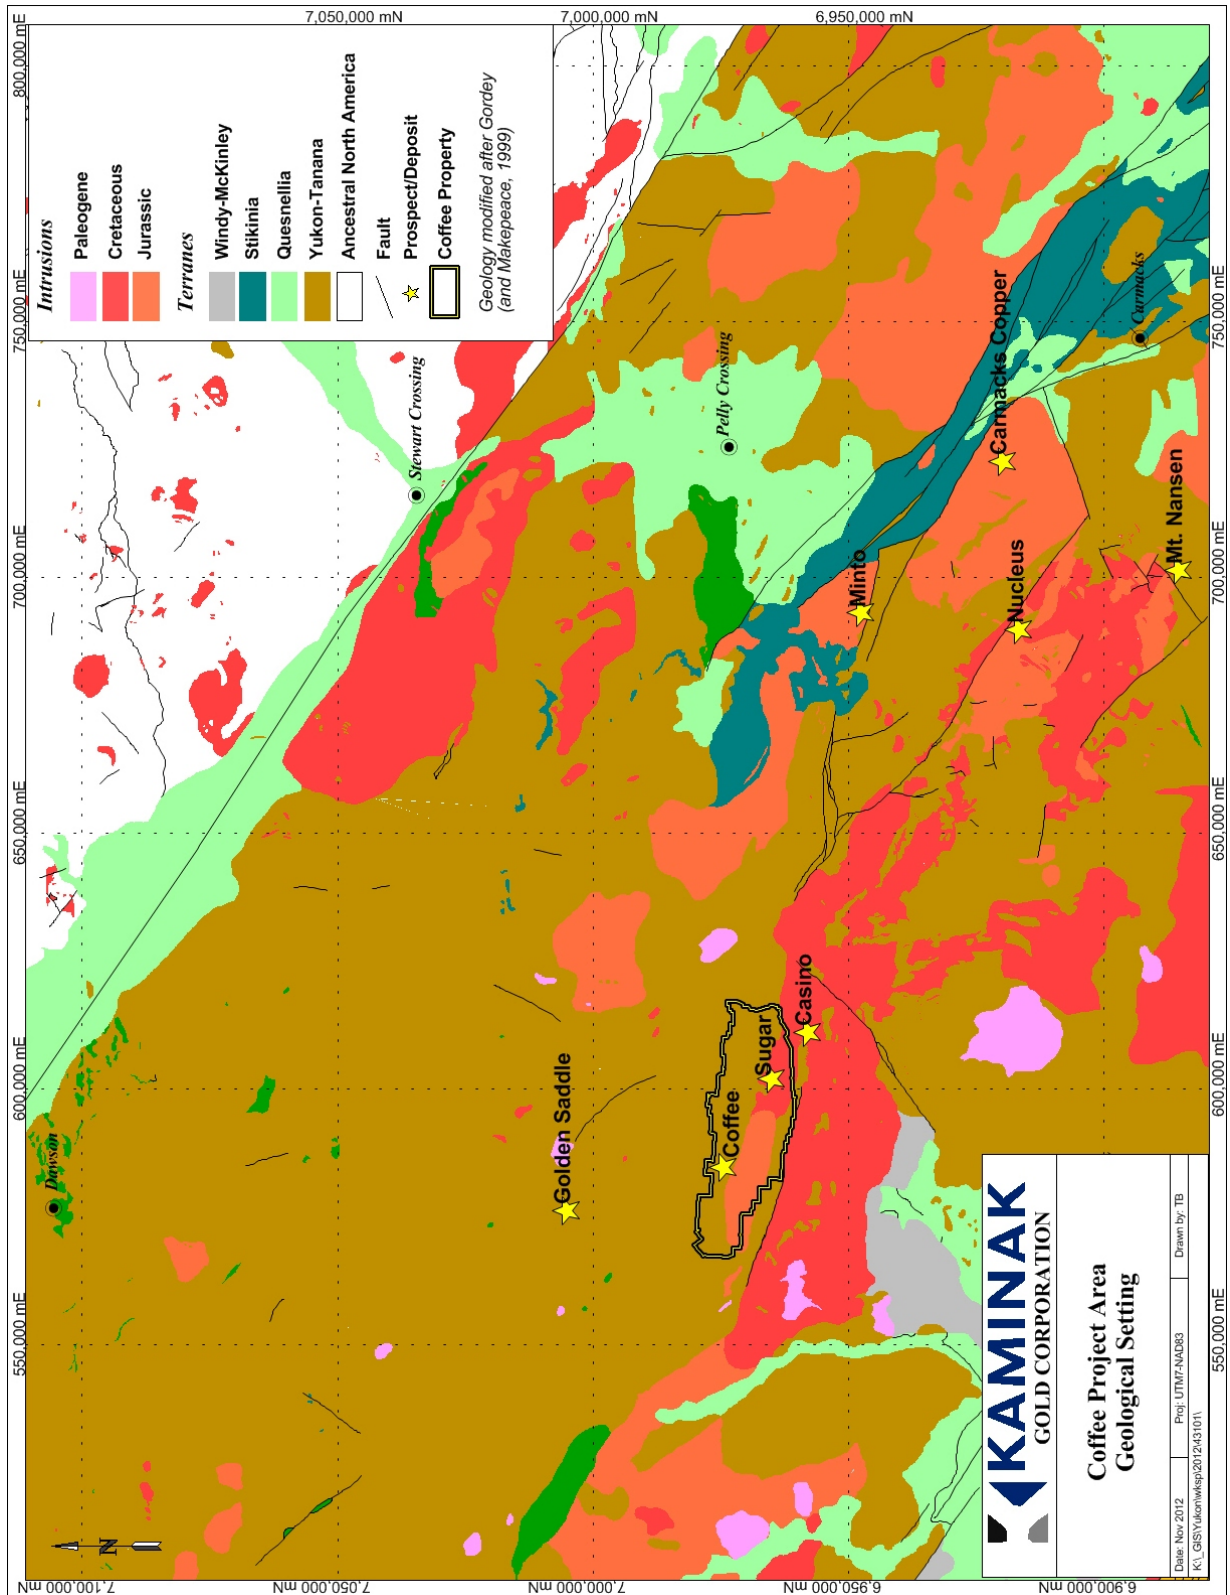 550,000 mE
600,000 mE
650,000 mE
700,000 mE
750,000 mE
800,000 mE
7,100,000 mN
7,050,000 mN
7,000,000 mN
6,950,000 mN
7,050,000 mN
7,000,000 mN
6,950,000 mN
N
Intrusions
Paleogene
Cretaceous
Jurassic
Terranes
Windy-McKinley
Stikinia
Quesnellia
Yukon-Tanana
Ancestral North America
Fault
Prospect/Deposit
Coffee Property
Geology modified after Gordey
(and Makepeace, 1999)
Dawson
Stewart Crossing
Golden Saddle
Pelly Crossing
Coffee
Sugar
Casino
Minto
Carmacks Copper
Nucleus
Carmacks
Mt. Nansen
KAMINAK
GOLD CORPORATION
Coffee Project Area
Geological Setting
Date: Nov 2012
Proj: UTM7-NAD83
Drawn by: TB
K:\_GIS\Yukon\wksp\2012\43101\
550,000 mE
600,000 mE
650,000 mE
700,000 mE
750,000 mE